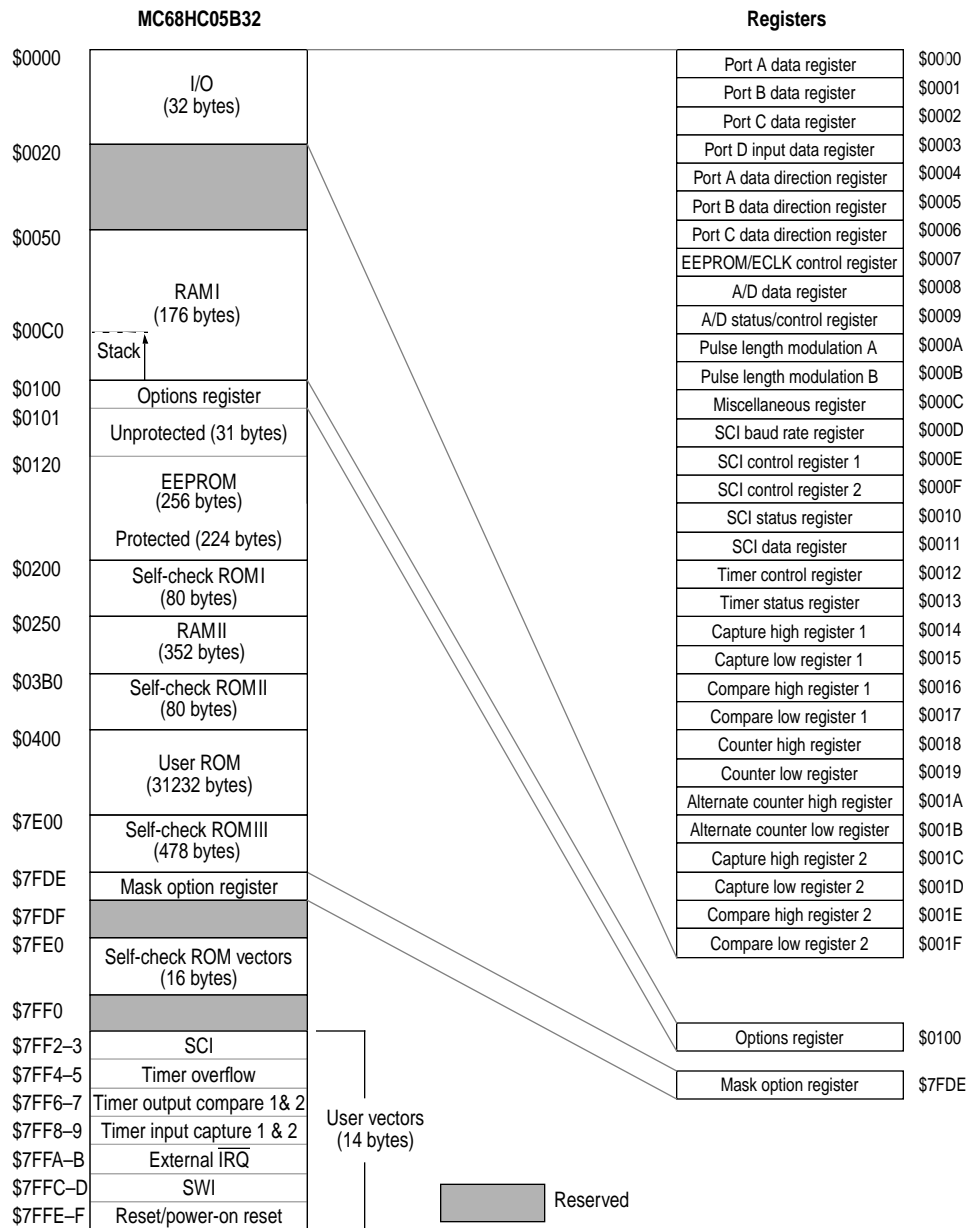 MC68HC05B32
$0000
I/O
(32 bytes)
$0020
$0050
RAMI
(176 bytes)
$00C0
Stack
$0100
Options register
$0101
Unprotected (31 bytes)
$0120
EEPROM
(256 bytes)
Protected (224 bytes)
$0200
Self-check ROMI
(80 bytes)
$0250
RAMII
(352 bytes)
$03B0
Self-check ROMII
(80 bytes)
$0400
User ROM
(31232 bytes)
$7E00
Self-check ROMIII
(478 bytes)
$7FDE
Mask option register
$7FDF
$7FE0
Self-check ROM vectors
(16 bytes)
$7FF0
$7FF2–3 SCI
$7FF4–5 Timer overflow
$7FF6–7 Timer output compare 1& 2
$7FF8–9 Timer input capture 1 & 2
$7FFA–B External IRQ
$7FFC–D SWI
$7FFE–F Reset/power-on reset
User vectors
(14 bytes)
Reserved
Registers
Port A data register $0000
Port B data register $0001
Port C data register $0002
Port D input data register $0003
Port A data direction register $0004
Port B data direction register $0005
Port C data direction register $0006
EEPROM/ECLK control register $0007
A/D data register $0008
A/D status/control register $0009
Pulse length modulation A $000A
Pulse length modulation B $000B
Miscellaneous register $000C
SCI baud rate register $000D
SCI control register 1 $000E
SCI control register 2 $000F
SCI status register $0010
SCI data register $0011
Timer control register $0012
Timer status register $0013
Capture high register 1 $0014
Capture low register 1 $0015
Compare high register 1 $0016
Compare low register 1 $0017
Counter high register $0018
Counter low register $0019
Alternate counter high register $001A
Alternate counter low register $001B
Capture high register 2 $001C
Capture low register 2 $001D
Compare high register 2 $001E
Compare low register 2 $001F
Options register $0100
Mask option register $7FDE